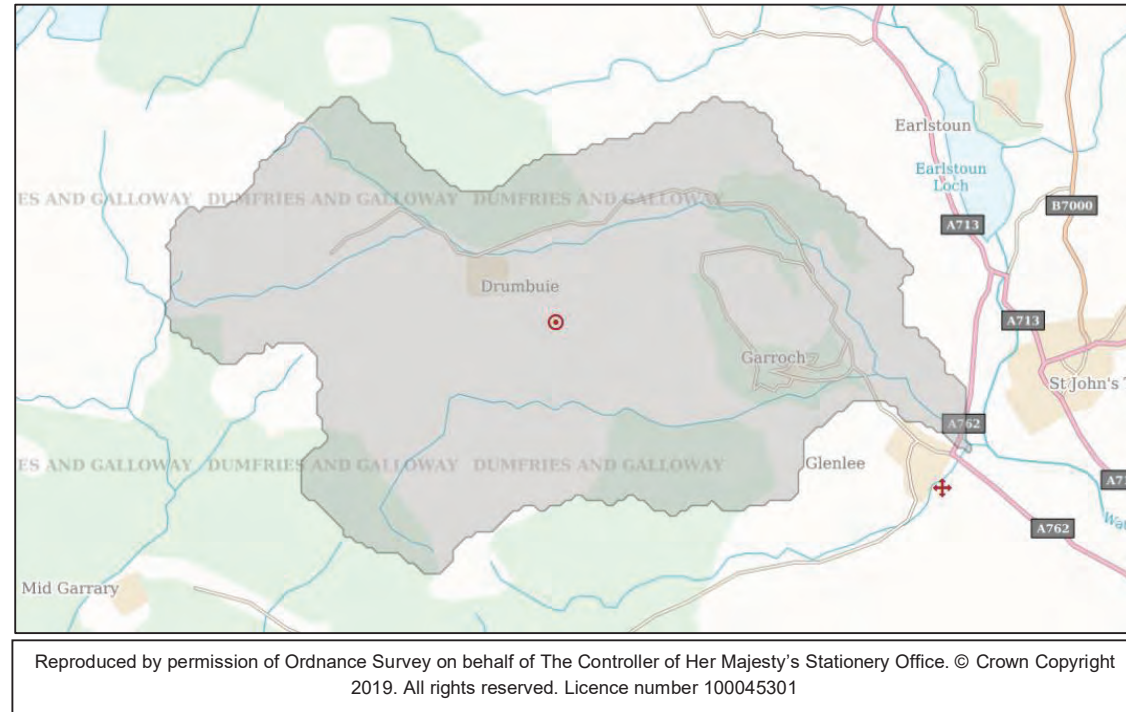 Earlstoun
Earlstoun
Loch
ES AND GALLOWAY DUMFRIES AND GALLOWAY DUMFRIES AND GALLOWAY
B7000
A713
Drumbuie
A713
Garroch
St John's T
A762
ES AND GALLOWAY DUMFRIES AND GALLOWAY DUMFRIES AND GALLOWAY
Glenlee
A71
Wat
A762
Mid Garrary
Reproduced by permission of Ordnance Survey on behalf of The Controller of Her Majesty's Stationery Office. © Crown Copyright
2019. All rights reserved. Licence number 100045301